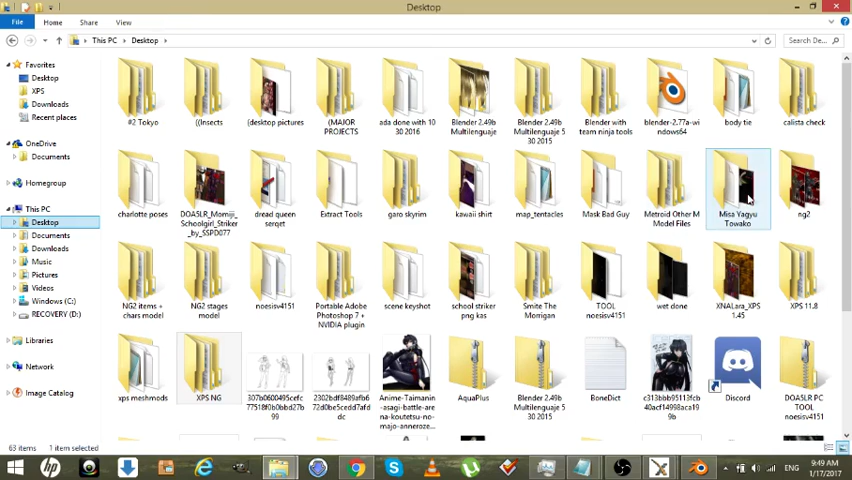 Desktop
File Home Share View
This PC Desktop
Search De...
Favorites
Desktop
XPS
Downloads
Recent places
OneDrive
Documents
Homegroup
This PC
Desktop
Documents
Downloads
Music
Pictures
Videos
Windows (C:)
RECOVERY (D:)
Libraries
Network
Image Catalog
#2 Tokyo
((Insects
(desktop pictures
(MAJOR PROJECTS
ada done with 10 30 2016
Blender 2.49b Multilenguaje
Blender 2.49b Multilenguaje 5 30 2015
Blender with team ninja tools
blender-2.77a-windows64
body tie
calista check
charlotte poses
DOA5LR_Momiji_Schoolgirl_Striker_by_SSPD077
dread queen serqet
Extract Tools
garo skyrim
kawaii shirt
map_tentacles
Mask Bad Guy
Metroid Other M Model Files
Misa Yagyu Towako
ng2
NG2 items + chars model
NG2 stages model
noesisv4151
Portable Adobe Photoshop 7 + NVIDIA plugin
scene keyshot
school striker png kas
Smite The Morrigan
TOOL noesisv4151
wet done
XNALara_XPS 1.45
XPS 11.8
xps meshmods
XPS NG
307b0600495cefc77518f0b0bbd27b99
2302bdf8489afb672d0be5cedd7afddc
Anime-Taimanin-asagi-battle-arena-koutetsu-no-majo-anneroze...
AquaPlus
Blender 2.49b Multilenguaje 5 30 2015
BoneDict
c313bbb95113cf40acf14998caca199b
Discord
DOA5LR PC TOOL noesisv4151
63 items 1 item selected
hp
ENG
9:49 AM
1/17/2017